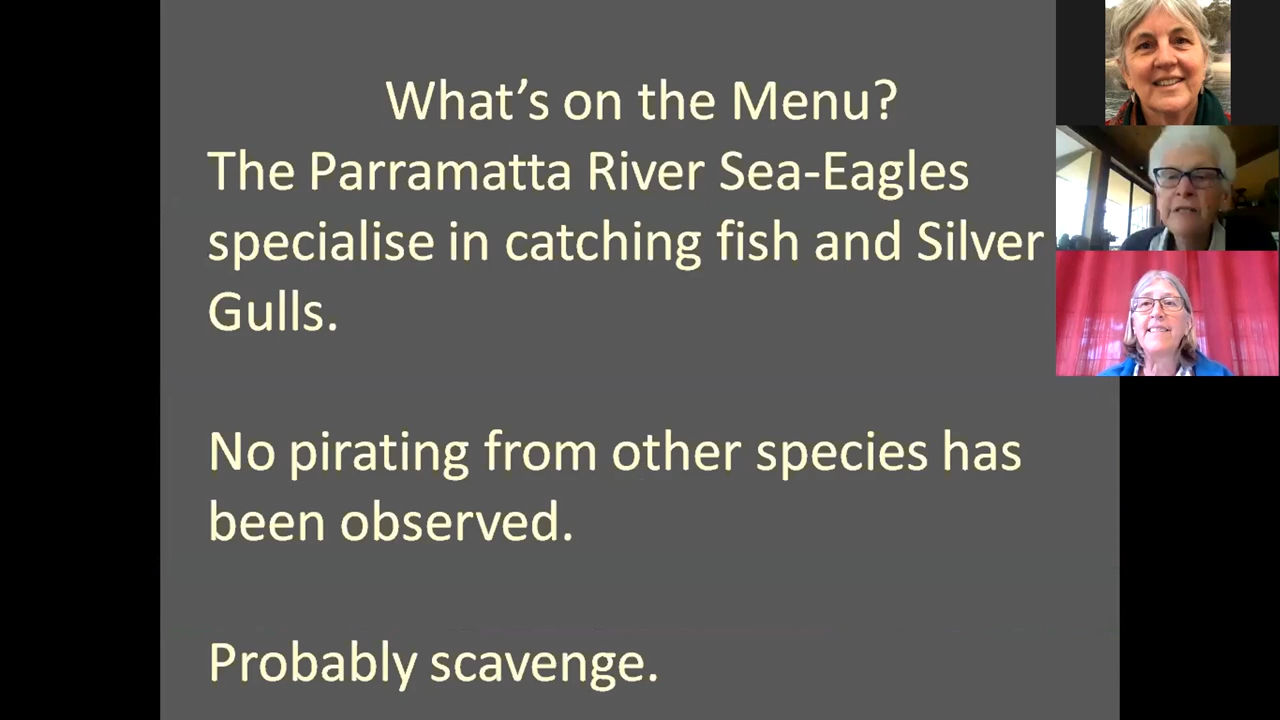 What's on the Menu?
The Parramatta River Sea-Eagles
specialise in catching fish and Silver
Gulls.
No pirating from other species has
been observed.
Probably scavenge.